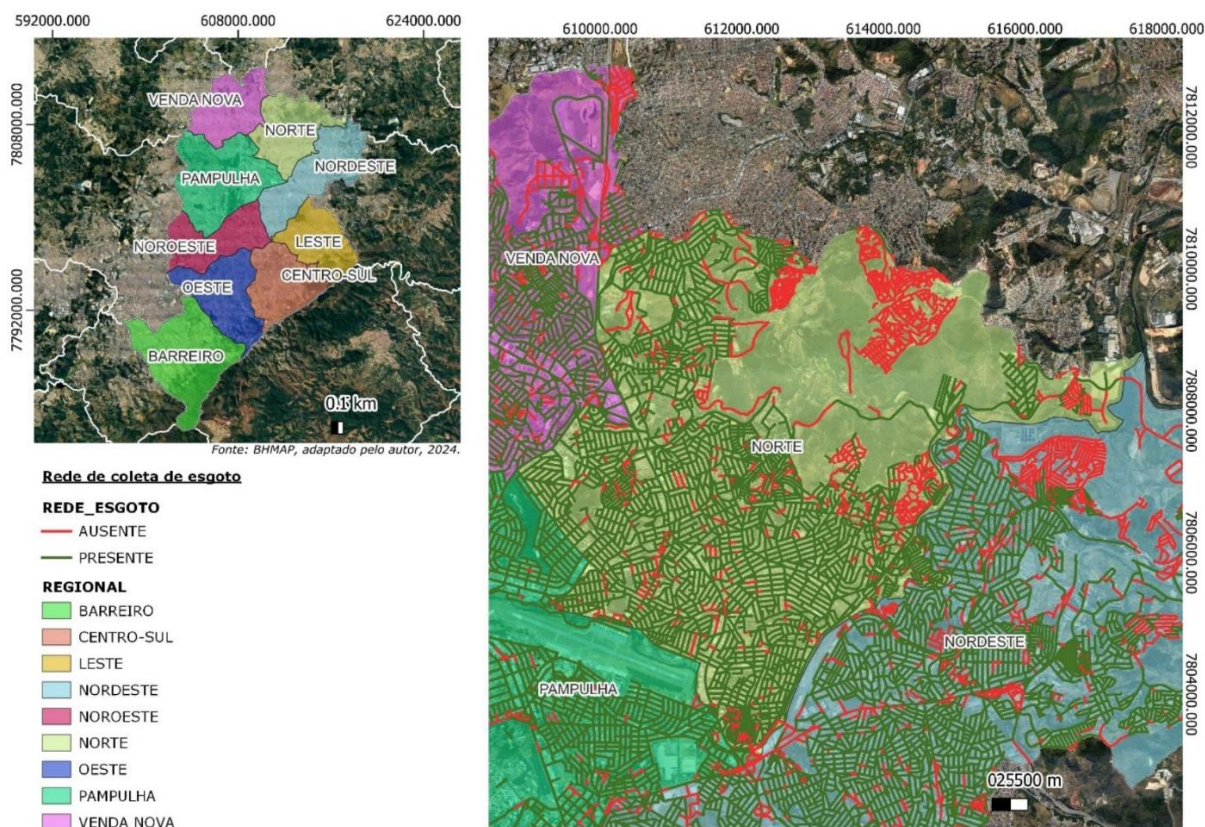 592000.000 608000.000 624000.000
7808000.000
7792000.000
VENDA NOVA
NORTE
NORDESTE
PAMPULHA
NOROESTE
LESTE
CENTRO-SUL
OESTE
BARREIRO
Fonte: BHMAP, adaptado pelo autor, 2024.
Rede de coleta de esgoto
REDE_ESGOTO
AUSENTE
PRESENTE
REGIONAL
BARREIRO
CENTRO-SUL
LESTE
NORDESTE
NOROESTE
NORTE
OESTE
PAMPULHA
VENDA NOVA
610000.000 612000.000 614000.000 616000.000 618000.000
7812000.000
7810000.000
7808000.000
7806000.000
7804000.000
VENDA NOVA
NORTE
NORDESTE
PAMPULHA